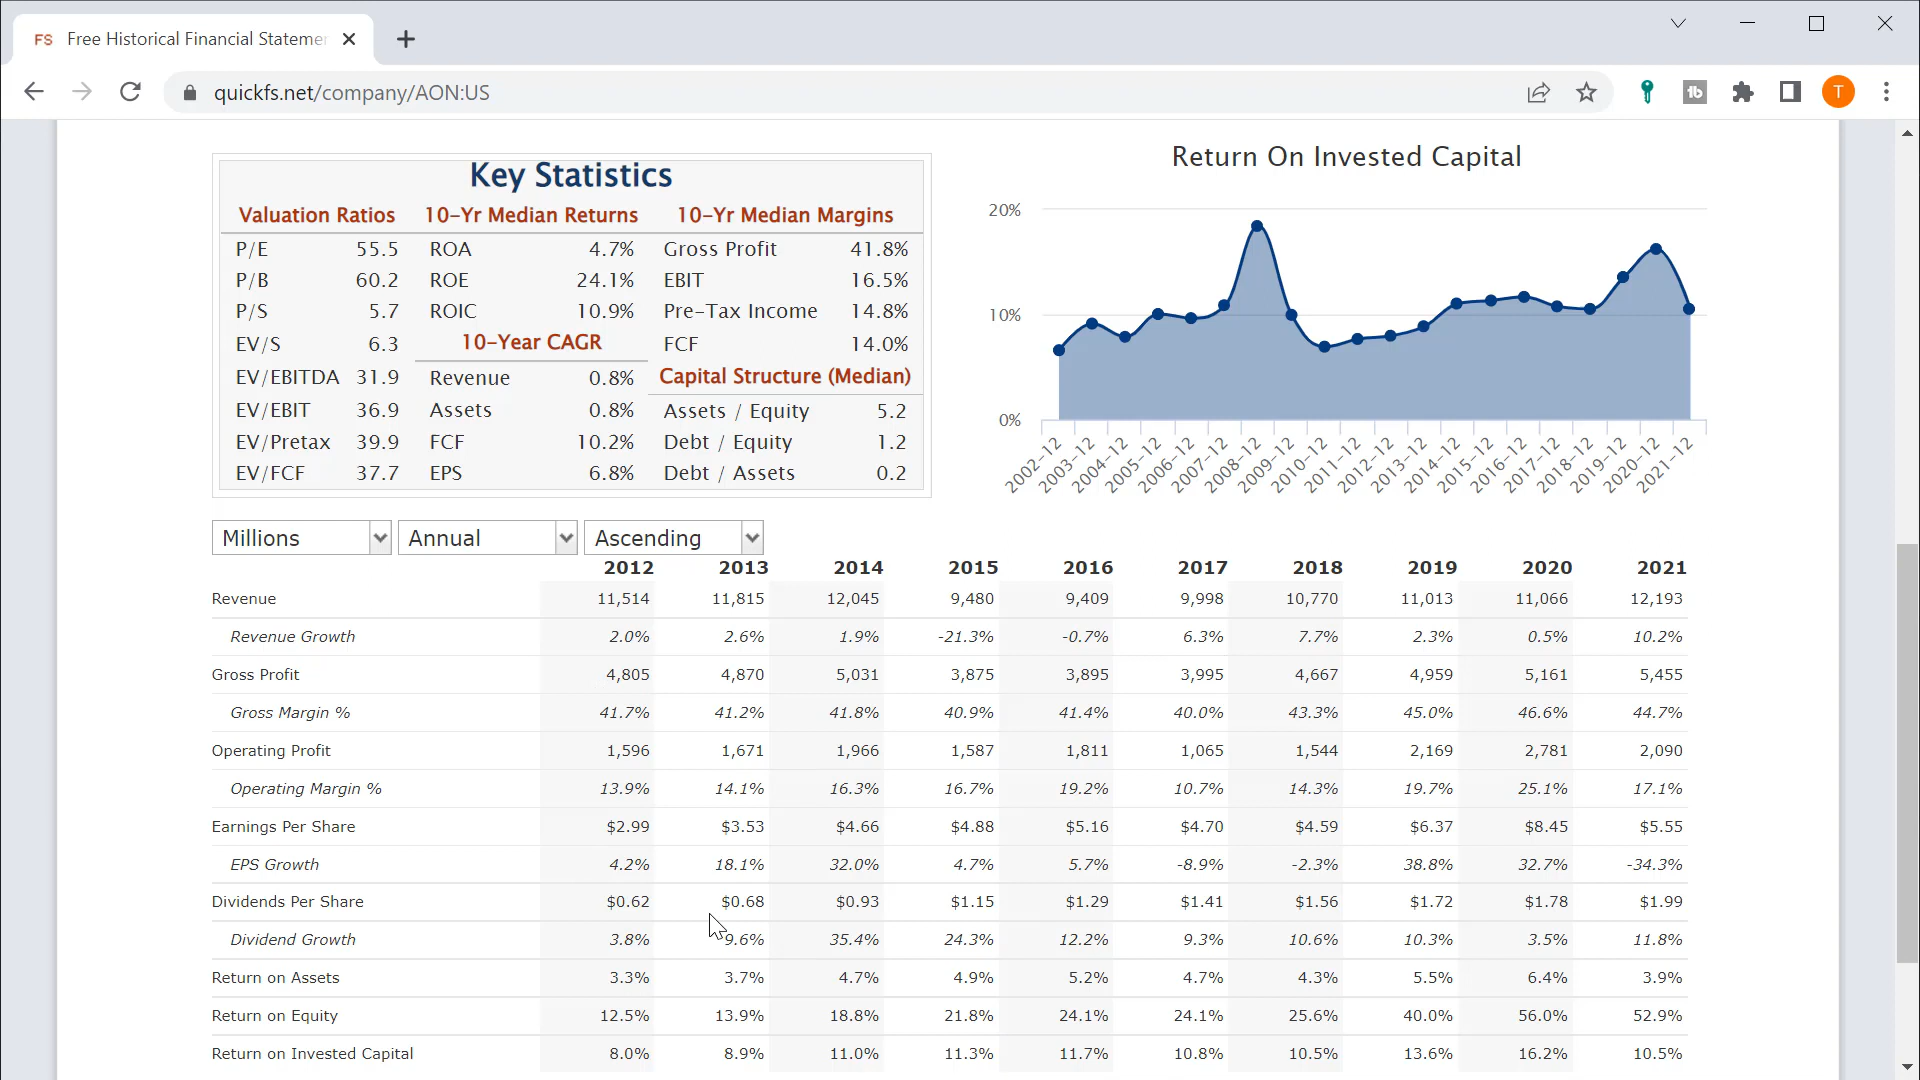 FS Free Historical Financial Statemer
quickfs.net/company/AON:US
T
Key Statistics
Valuation Ratios 10-Yr Median Returns 10-Yr Median Margins
P/E 55.5 ROA 4.7% Gross Profit 41.8%
P/B 60.2 ROE 24.1% EBIT 16.5%
P/S 5.7 ROIC 10.9% Pre-Tax Income 14.8%
EV/S 6.3 10-Year CAGR FCF 14.0%
EV/EBITDA 31.9 Revenue 0.8% Capital Structure (Median)
EV/EBIT 36.9 Assets 0.8% Assets / Equity 5.2
EV/Pretax 39.9 FCF 10.2% Debt / Equity 1.2
EV/FCF 37.7 EPS 6.8% Debt / Assets 0.2
Return On Invested Capital
20%
10%
0%
2002-12 2003-12 2004-12 2005-12 2006-12 2007-12 2008-12 2009-12 2010-12 2011-12 2012-12 2013-12 2014-12 2015-12 2016-12 2017-12 2018-12 2019-12 2020-12 2021-12
Millions Annual Ascending
2012 2013 2014 2015 2016 2017 2018 2019 2020 2021
Revenue 11,514 11,815 12,045 9,480 9,409 9,998 10,770 11,013 11,066 12,193
Revenue Growth 2.0% 2.6% 1.9% -21.3% -0.7% 6.3% 7.7% 2.3% 0.5% 10.2%
Gross Profit 4,805 4,870 5,031 3,875 3,895 3,995 4,667 4,959 5,161 5,455
Gross Margin % 41.7% 41.2% 41.8% 40.9% 41.4% 40.0% 43.3% 45.0% 46.6% 44.7%
Operating Profit 1,596 1,671 1,966 1,587 1,811 1,065 1,544 2,169 2,781 2,090
Operating Margin % 13.9% 14.1% 16.3% 16.7% 19.2% 10.7% 14.3% 19.7% 25.1% 17.1%
Earnings Per Share $2.99 $3.53 $4.66 $4.88 $5.16 $4.70 $4.59 $6.37 $8.45 $5.55
EPS Growth 4.2% 18.1% 32.0% 4.7% 5.7% -8.9% -2.3% 38.8% 32.7% -34.3%
Dividends Per Share $0.62 $0.68 $0.93 $1.15 $1.29 $1.41 $1.56 $1.72 $1.78 $1.99
Dividend Growth 3.8% 9.6% 35.4% 24.3% 12.2% 9.3% 10.6% 10.3% 3.5% 11.8%
Return on Assets 3.3% 3.7% 4.7% 4.9% 5.2% 4.7% 4.3% 5.5% 6.4% 3.9%
Return on Equity 12.5% 13.9% 18.8% 21.8% 24.1% 24.1% 25.6% 40.0% 56.0% 52.9%
Return on Invested Capital 8.0% 8.9% 11.0% 11.3% 11.7% 10.8% 10.5% 13.6% 16.2% 10.5%